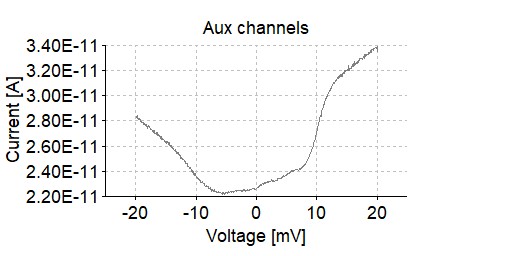 Aux channels
3.40E-11
3.20E-11
3.00E-11
2.80E-11
2.60E-11
2.40E-11
2.20E-11
Current [A]
-20 -10 0 10 20
Voltage [mV]